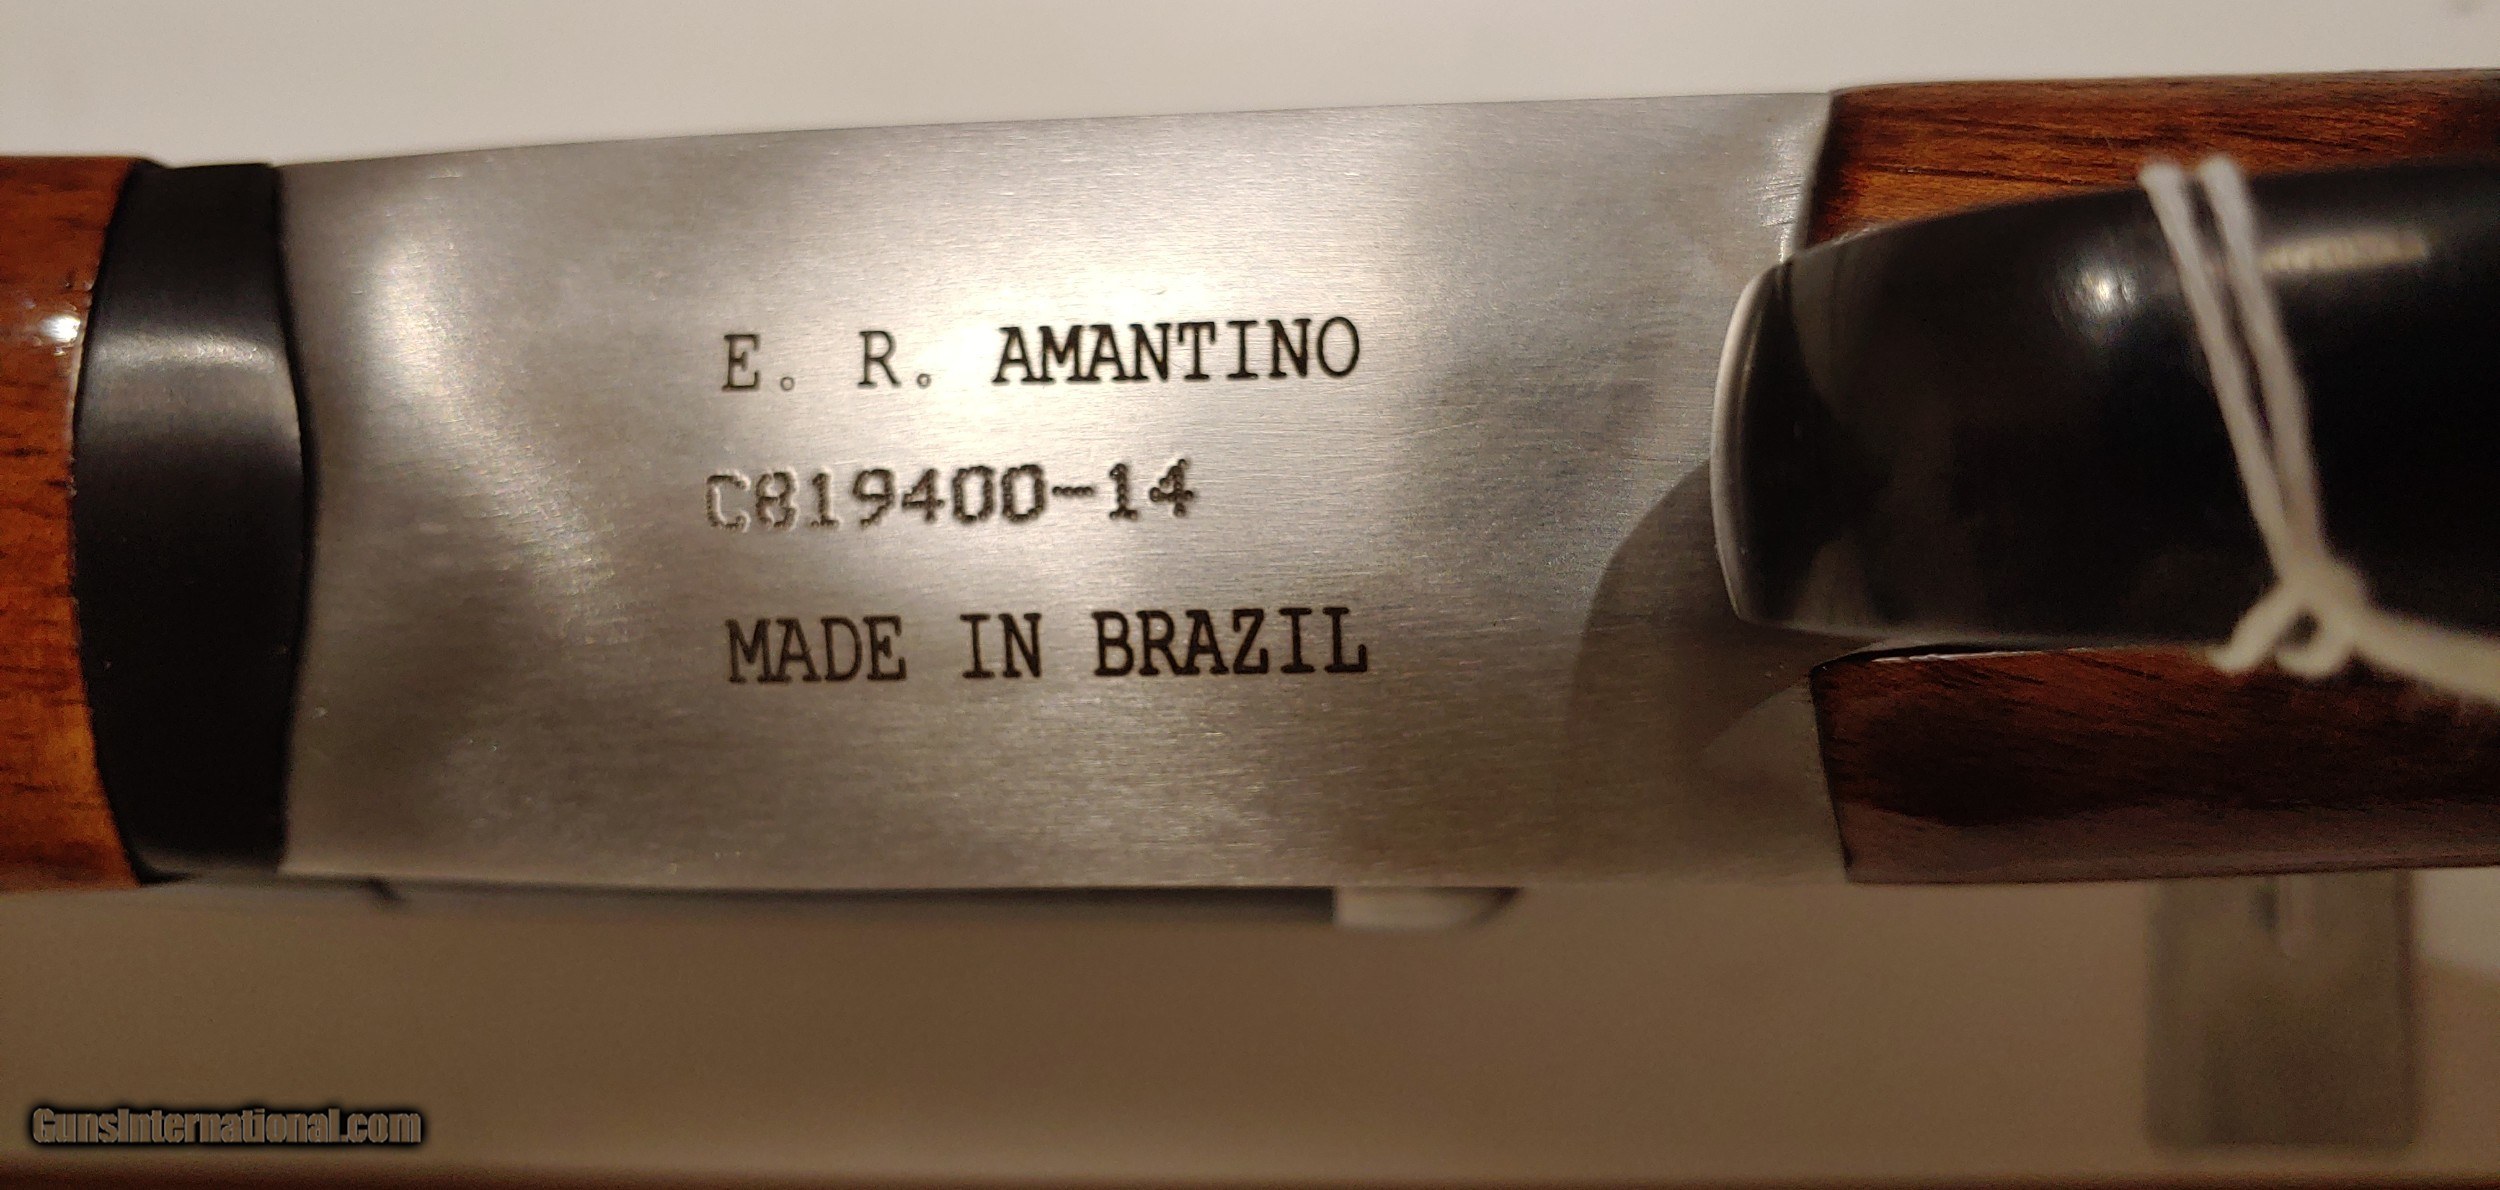 E. R. AMANTINO
C819400-14
MADE IN BRAZIL
GunsInternational.com